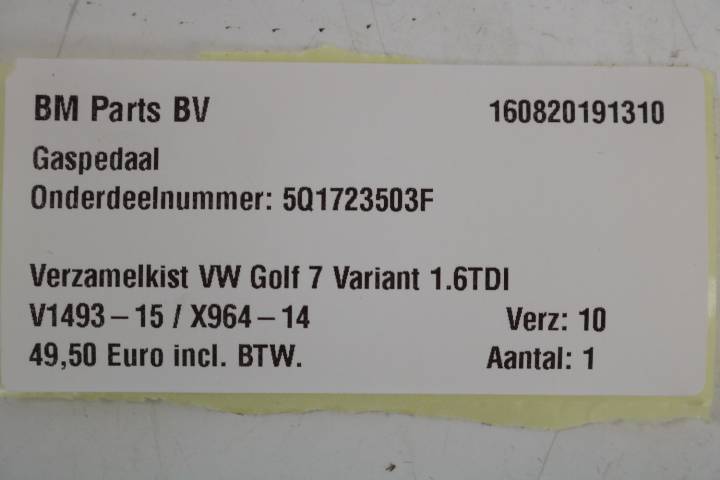 BM Parts BV 160820191310
Gaspedaal
Onderdeelnummer: 5Q1723503F
Verzamelkist VW Golf 7 Variant 1.6TDI
V1493-15 / X964-14 Verz: 10
49,50 Euro incl. BTW. Aantal: 1